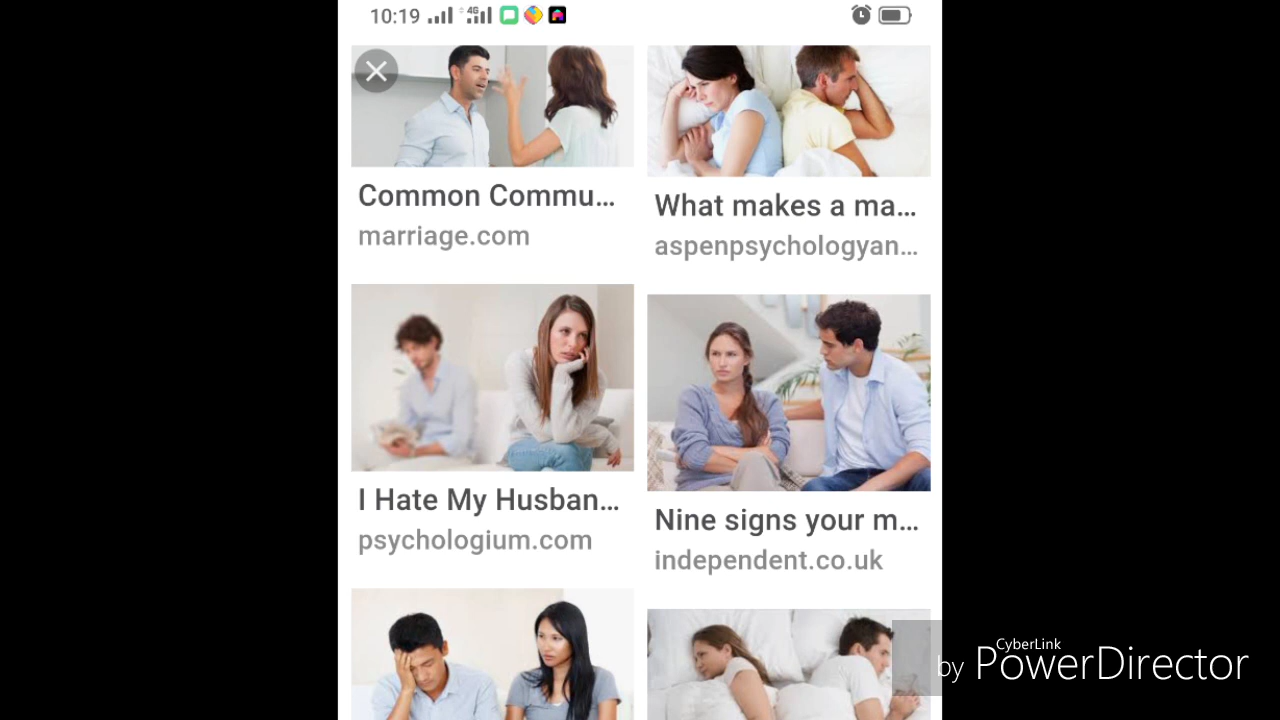 10:19
4G
Common Commu...
marriage.com
What makes a ma...
aspenpsychologyan...
I Hate My Husban...
psychologium.com
Nine signs your m...
independent.co.uk
CyberLink
by PowerDirector